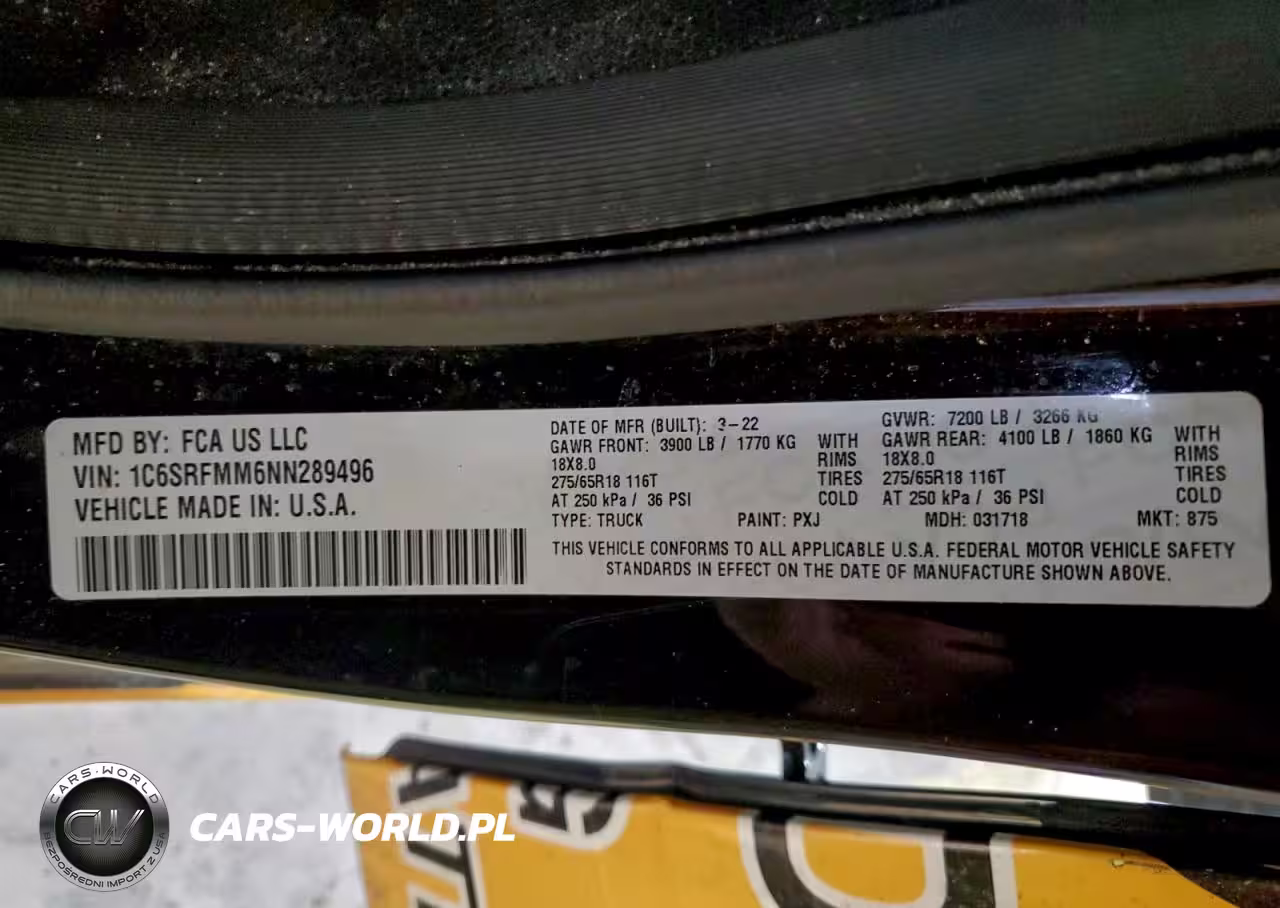 MFD BY: FCA US LLC
VIN: 1C6SRFMM6NN289496
VEHICLE MADE IN: U.S.A.
DATE OF MFR (BUILT): 3-22
GAWR FRONT: 3900 LB / 1770 KG WITH
18X8.0 RIMS
275/65R18 116T TIRES
AT 250 kPa / 36 PSI COLD
GVWR: 7200 LB / 3266 KG
GAWR REAR: 4100 LB / 1860 KG WITH
18X8.0 RIMS
275/65R18 116T TIRES
AT 250 kPa / 36 PSI COLD
TYPE: TRUCK PAINT: PXJ MDH: 031718 MKT: 875
THIS VEHICLE CONFORMS TO ALL APPLICABLE U.S.A. FEDERAL MOTOR VEHICLE SAFETY
STANDARDS IN EFFECT ON THE DATE OF MANUFACTURE SHOWN ABOVE.
CARS-WORLD
CW
BEZPOŚREDNI IMPORT Z USA
CARS-WORLD.PL